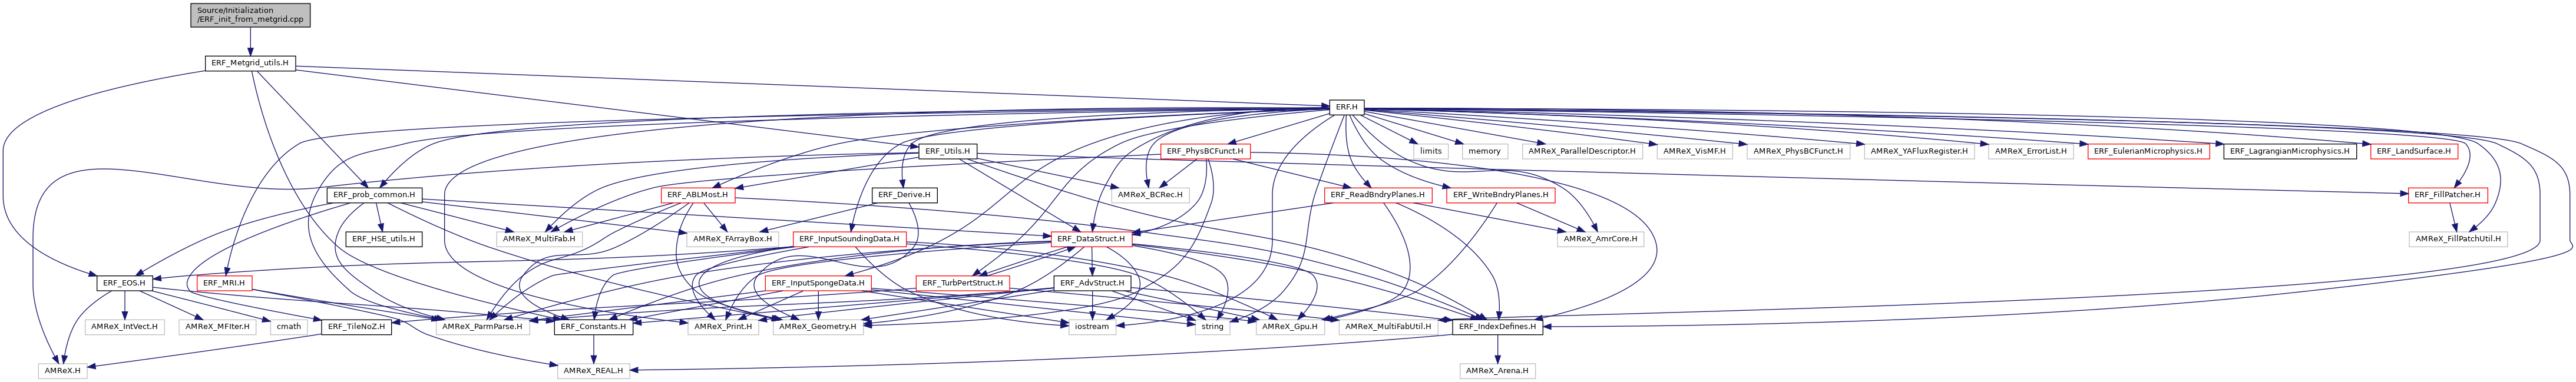 Source/Initialization
/ERF_init_from_metgrid.cpp
ERF_Metgrid_utils.H
ERF.H
ERF_Utils.H
ERF_PhysBCFunct.H
limits
memory
AMReX_ParallelDescriptor.H
AMReX_VisMF.H
AMReX_PhysBCFunct.H
AMReX_YAFluxRegister.H
AMReX_ErrorList.H
ERF_EulerianMicrophysics.H
ERF_LagrangianMicrophysics.H
ERF_LandSurface.H
ERF_prob_common.H
ERF_ABLMost.H
ERF_Derive.H
AMReX_BCRec.H
ERF_ReadBndryPlanes.H
ERF_WriteBndryPlanes.H
ERF_FillPatcher.H
ERF_HSE_utils.H
AMReX_MultiFab.H
AMReX_FArrayBox.H
ERF_InputSoundingData.H
ERF_DataStruct.H
AMReX_AmrCore.H
AMReX_FillPatchUtil.H
ERF_EOS.H
ERF_MRI.H
ERF_InputSpongeData.H
ERF_TurbPertStruct.H
ERF_AdvStruct.H
AMReX_IntVect.H
AMReX_MFIter.H
cmath
ERF_TileNoZ.H
AMReX_ParmParse.H
ERF_Constants.H
AMReX_Print.H
AMReX_Geometry.H
iostream
string
AMReX_Gpu.H
AMReX_MultiFabUtil.H
ERF_IndexDefines.H
AMReX.H
AMReX_REAL.H
AMReX_Arena.H